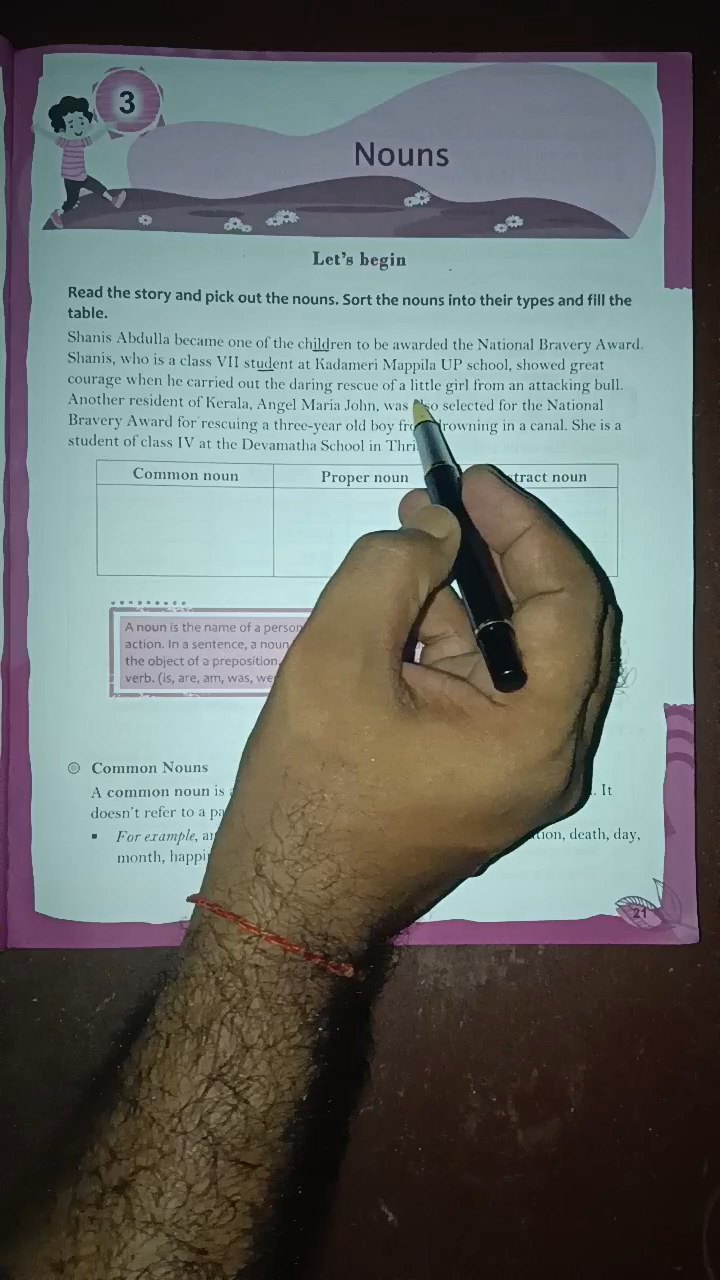 3
Nouns
Let's begin
Read the story and pick out the nouns. Sort the nouns into their types and fill the
table.
Shanis Abdulla became one of the children to be awarded the National Bravery Award.
Shanis, who is a class VII student at Kadameri Mappila UP school, showed great
courage when he carried out the daring rescue of a little girl from an attacking bull.
Another resident of Kerala, Angel Maria John, was also selected for the National
Bravery Award for rescuing a three-year old boy from drowning in a canal. She is a
student of class IV at the Devamatha School in Thri
Common noun Proper noun tract noun
A noun is the name of a person
action. In a sentence, a noun
the object of a preposition,
verb. (is, are, am, was, we
Common Nouns
A common noun is . It
doesn't refer to a pa
For example, tion, death, day,
month, happi
21